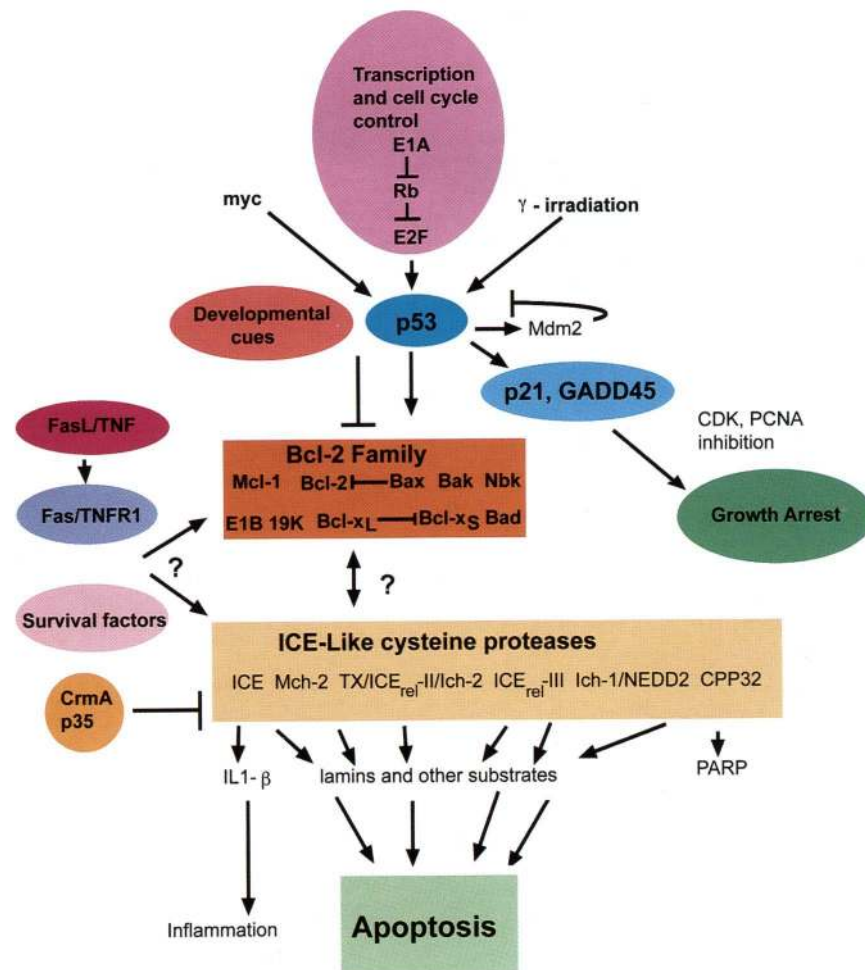 Transcription
and cell cycle
control
E1A
Rb
E2F
myc
γ - irradiation
Developmental
cues
p53
Mdm2
p21, GADD45
FasL/TNF
CDK, PCNA
inhibition
Bcl-2 Family
Mcl-1 Bcl-2 Bax Bak Nbk
Fas/TNFR1
Growth Arrest
E1B 19K Bcl-xL Bcl-xS Bad
?
?
Survival factors
ICE-Like cysteine proteases
ICE Mch-2 TX/ICErel-II/Ich-2 ICErel-III Ich-1/NEDD2 CPP32
CrmA
p35
IL1- β
lamins and other substrates
PARP
Inflammation
Apoptosis